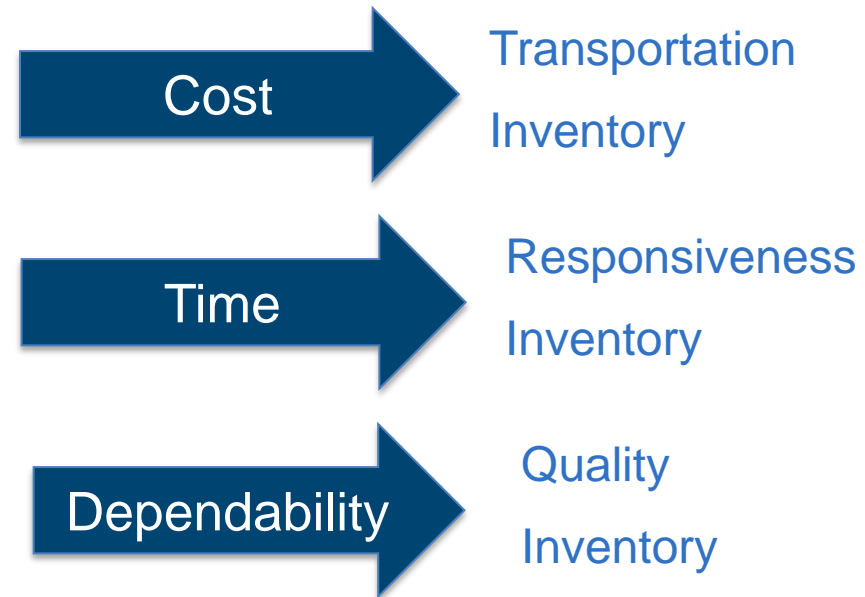 Cost
Transportation
Inventory
Time
Responsiveness
Inventory
Dependability
Quality
Inventory